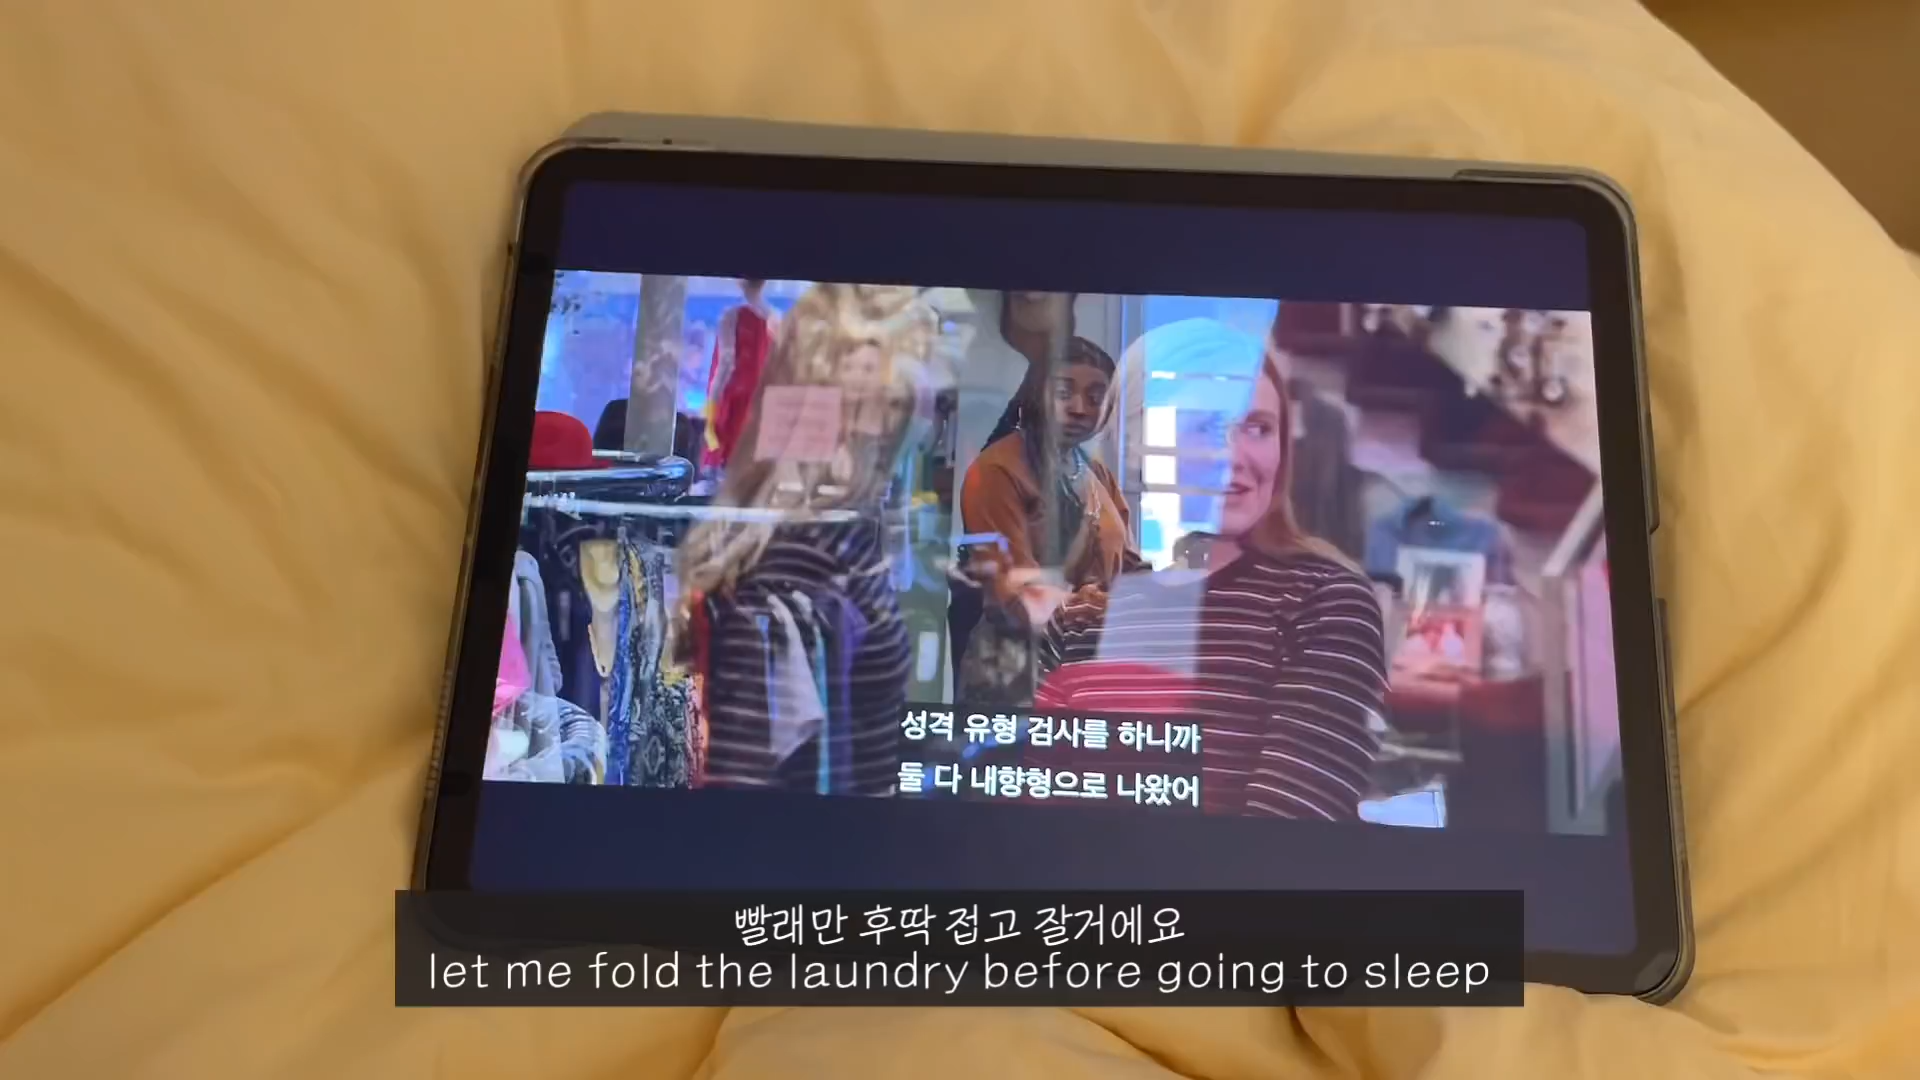 성격 유형 검사를 하니까
둘 다 내향형으로 나왔어
빨래만 후딱 접고 잘거에요
let me fold the laundry before going to sleep